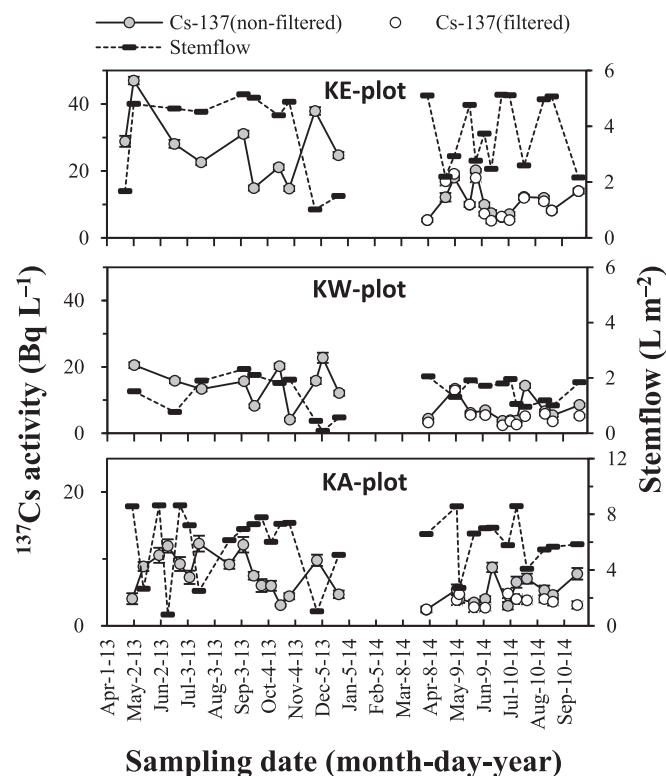 Cs-137(non-filtered) Cs-137(filtered)
Stemflow
KE-plot
40
20
0
6
4
2
0
KW-plot
40
20
0
6
4
2
0
KA-plot
20
0
12
8
4
0
¹³⁷Cs activity (Bq L⁻¹)
Stemflow (L m⁻²)
Apr-1-13
May-2-13
Jun-2-13
Jul-3-13
Aug-3-13
Sep-3-13
Oct-4-13
Nov-4-13
Dec-5-13
Jan-5-14
Feb-5-14
Mar-8-14
Apr-8-14
May-9-14
Jun-9-14
Jul-10-14
Aug-10-14
Sep-10-14
Sampling date (month-day-year)